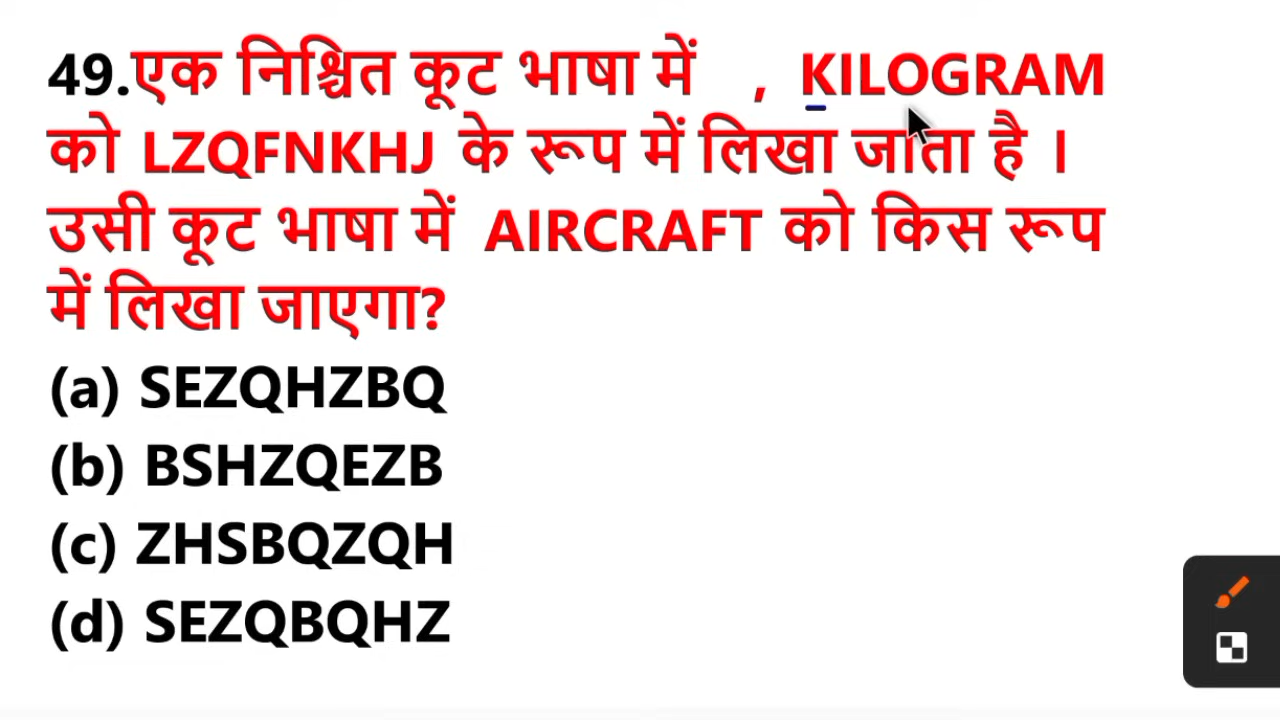 49.एक निश्चित कूट भाषा में , KILOGRAM
को LZQFNKHJ के रूप में लिखा जाता है ।
उसी कूट भाषा में AIRCRAFT को किस रूप
में लिखा जाएगा?
(a) SEZQHZBQ
(b) BSHZQEZB
(c) ZHSBQZQH
(d) SEZQBQHZ